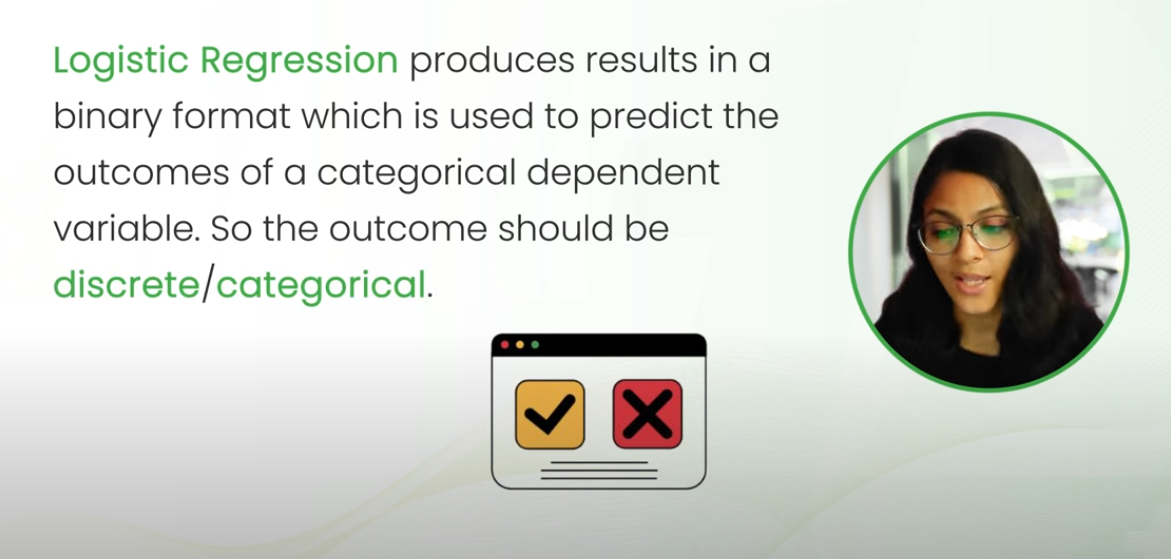 Logistic Regression produces results in a
binary format which is used to predict the
outcomes of a categorical dependent
variable. So the outcome should be
discrete/categorical.